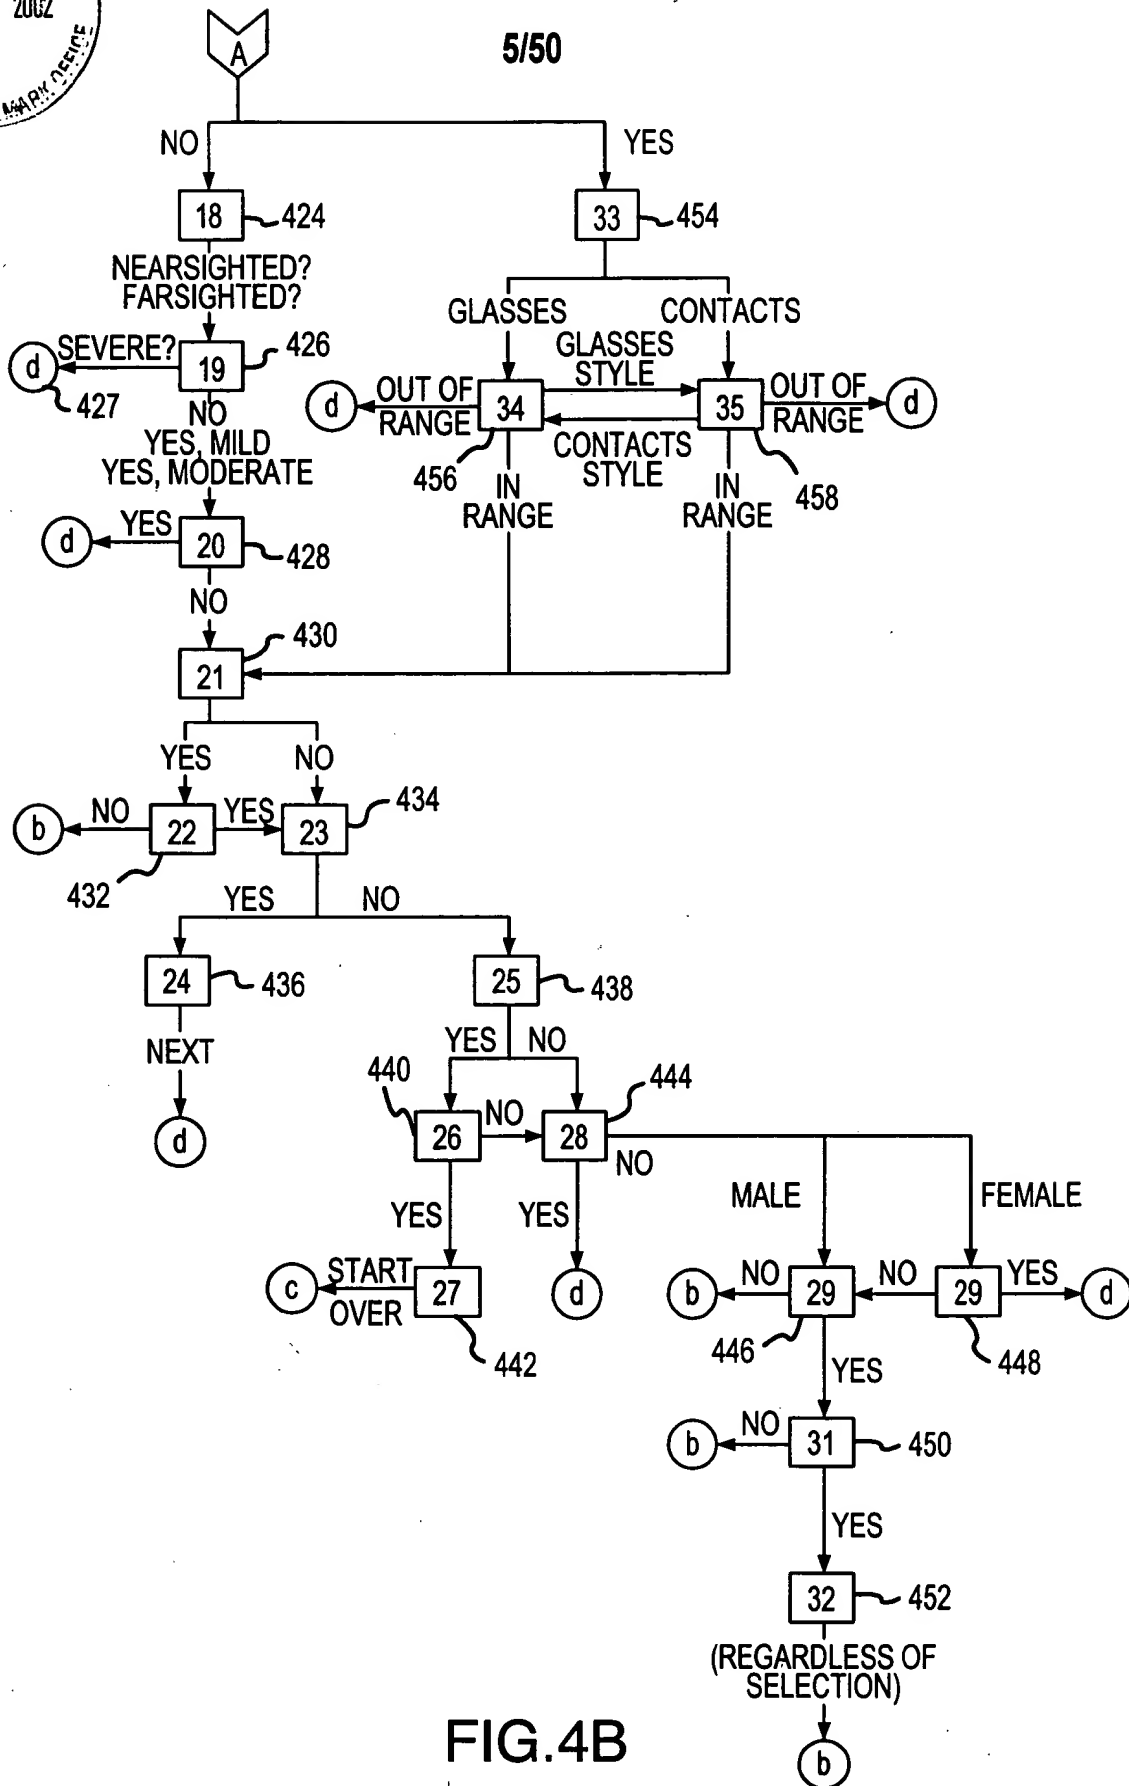 2002
MARK OFFICE
A
5/50
NO
YES
18
424
33
454
NEARSIGHTED?
FARSIGHTED?
GLASSES
CONTACTS
SEVERE?
d
427
19
426
GLASSES
STYLE
d
OUT OF
RANGE
34
456
35
458
OUT OF
RANGE
d
CONTACTS
STYLE
NO
YES, MILD
YES, MODERATE
IN
RANGE
IN
RANGE
d
YES
20
428
NO
21
430
YES
NO
b
NO
22
432
YES
23
434
YES
NO
24
436
25
438
NEXT
d
YES
NO
440
26
NO
28
444
NO
YES
YES
MALE
FEMALE
c
START
OVER
27
442
d
b
NO
29
446
NO
29
448
YES
d
YES
b
NO
31
450
YES
32
452
(REGARDLESS OF
SELECTION)
b
FIG.4B